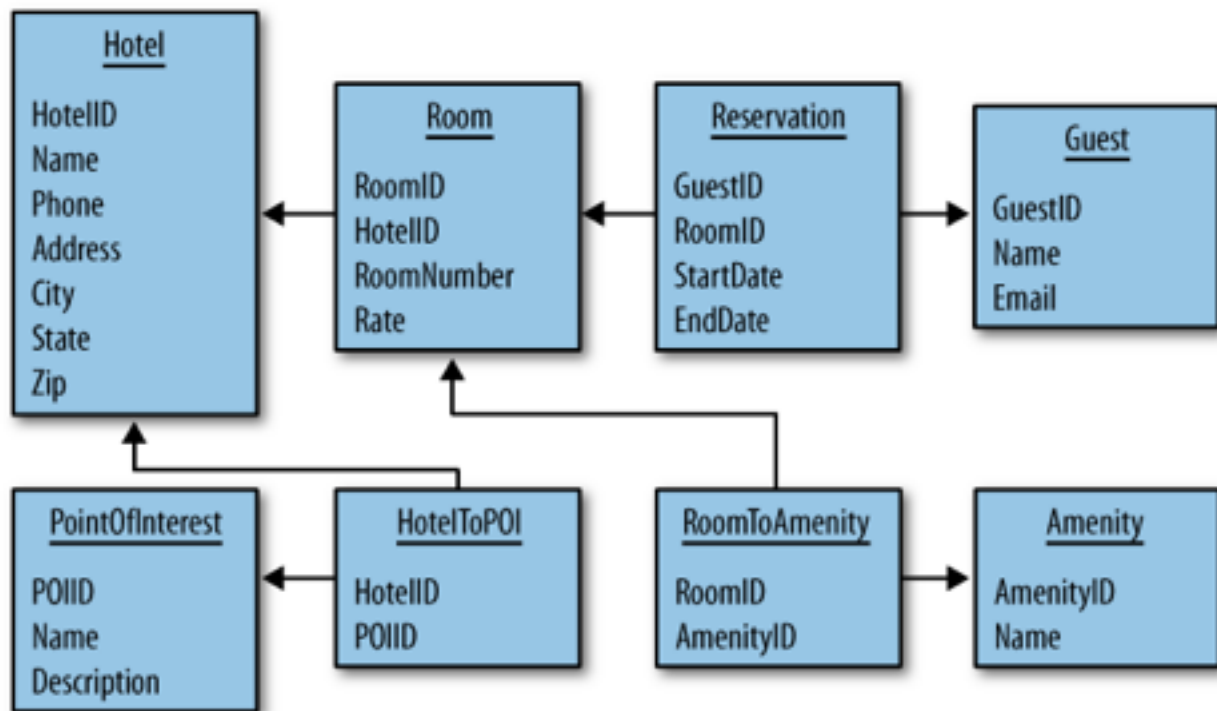 Hotel
HotelID
Name
Phone
Address
City
State
Zip
Room
RoomID
HotelID
RoomNumber
Rate
Reservation
GuestID
RoomID
StartDate
EndDate
Guest
GuestID
Name
Email
PointOfInterest
POIID
Name
Description
HotelToPOI
HotelID
POIID
RoomToAmenity
RoomID
AmenityID
Amenity
AmenityID
Name